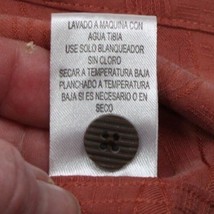 LAVADO A MAQUINA CON
AGUA TIBIA
USE SOLO BLANQUEADOR
SIN CLORO
SECAR A TEMPERATURA BAJA
PLANCHADO A TEMPERATURA
BAJA SI ES NECESARIO O EN
SECO